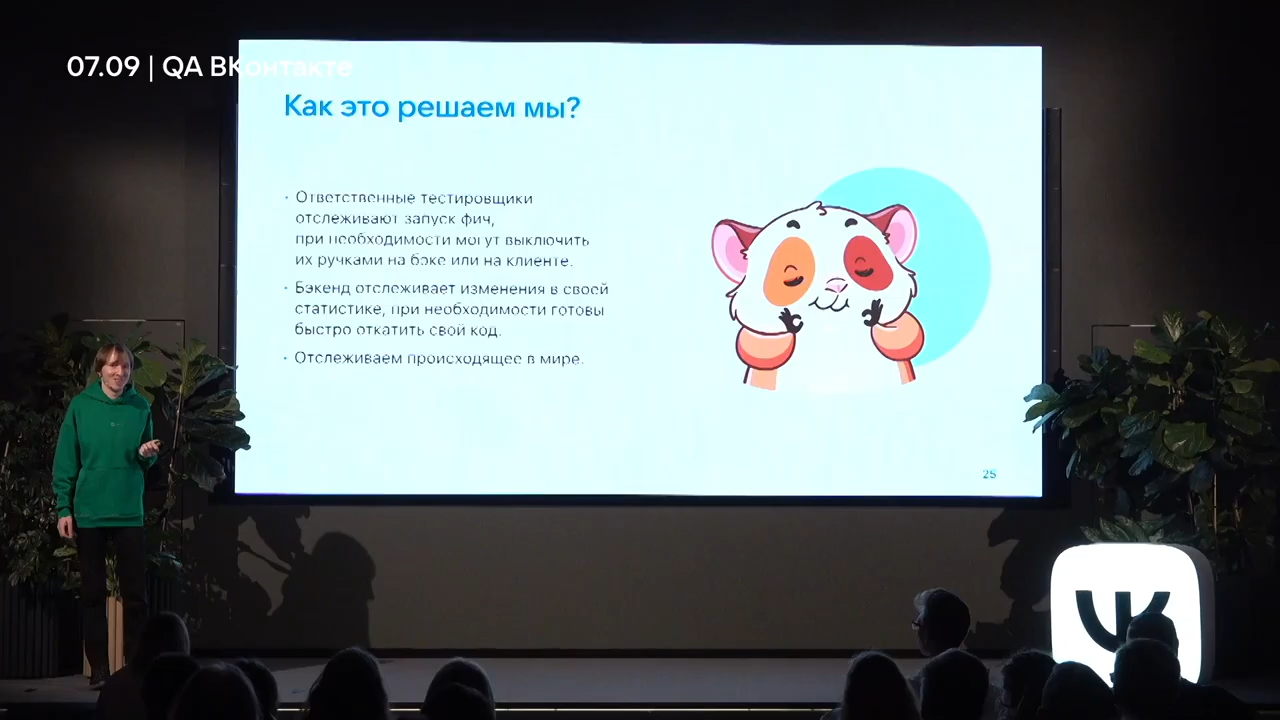 07.09 | QA ВКонтакте
Как это решаем мы?
· Ответственные тестировщики
отслеживают запуск фич,
при необходимости могут выключить
их ручками на бэке или на клиенте.
· Бэкенд отслеживает изменения в своей
статистике, при необходимости готовы
быстро откатить свой код.
· Отслеживаем происходящее в мире.
25
VK